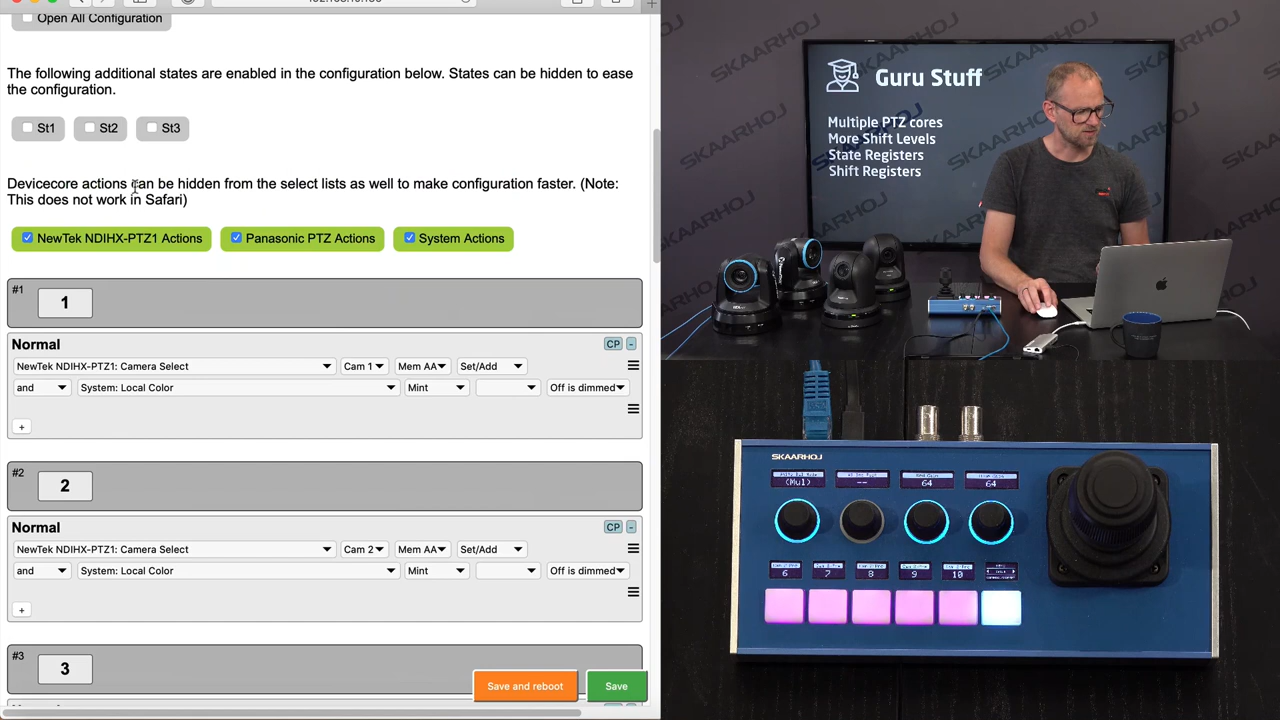 Open All Configuration
The following additional states are enabled in the configuration below. States can be hidden to ease
the configuration.
St1 St2 St3
Devicecore actions can be hidden from the select lists as well to make configuration faster. (Note:
This does not work in Safari)
NewTek NDIHX-PTZ1 Actions Panasonic PTZ Actions System Actions
#1 1
Normal CP -
NewTek NDIHX-PTZ1: Camera Select Cam 1 Mem AA Set/Add
and System: Local Color Mint Off is dimmed
+
#2 2
Normal CP -
NewTek NDIHX-PTZ1: Camera Select Cam 2 Mem AA Set/Add
and System: Local Color Mint Off is dimmed
+
#3 3
Save and reboot Save
SKAARHOJ
Guru Stuff
Multiple PTZ cores
More Shift Levels
State Registers
Shift Registers
SKAARHOJ
(Mul) -- 64 64
6 7 8 9 10